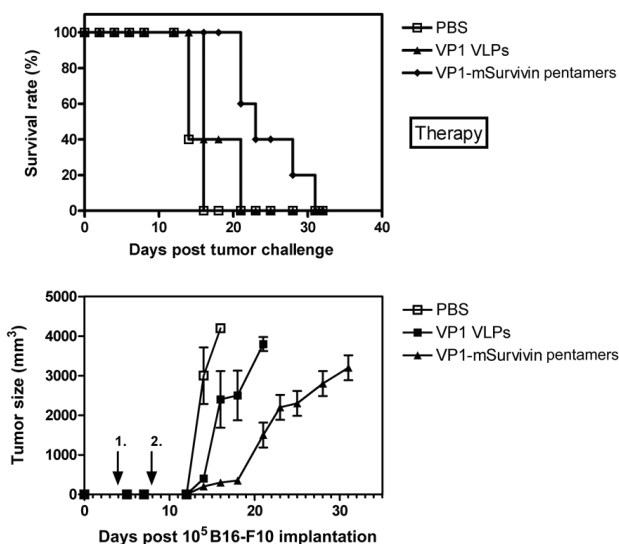 PBS
VP1 VLPs
VP1-mSurvivin pentamers
Therapy
Survival rate (%)
100
80
60
40
20
0
0 10 20 30 40
Days post tumor challenge
PBS
VP1 VLPs
VP1-mSurvivin pentamers
Tumor size (mm³)
5000
4000
3000
2000
1000
0
1. 2.
0 10 20 30
Days post 10⁵ B16-F10 implantation